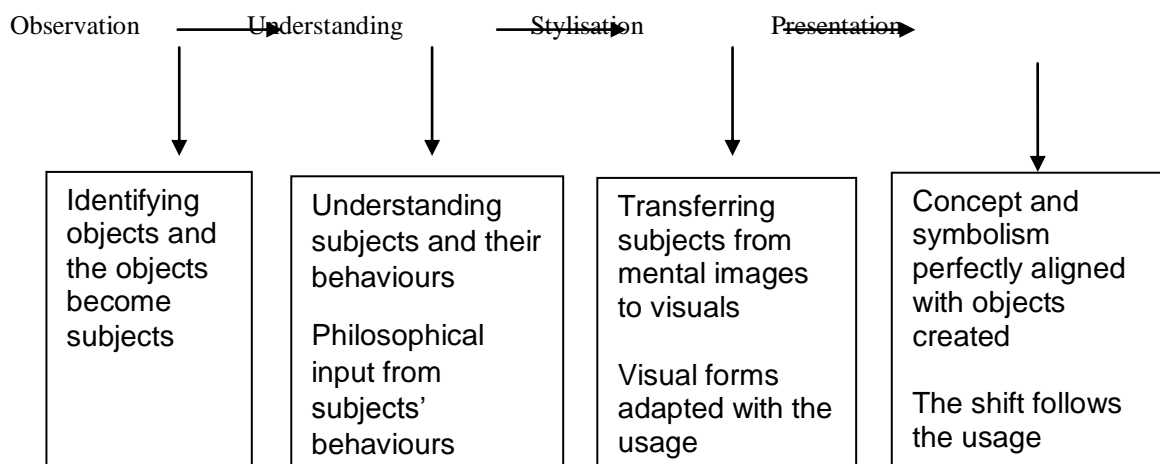 Observation Understanding Stylisation Presentation
Identifying
objects and
the objects
become
subjects
Understanding
subjects and their
behaviours
Philosophical
input from
subjects’
behaviours
Transferring
subjects from
mental images
to visuals
Visual forms
adapted with the
usage
Concept and
symbolism
perfectly aligned
with objects
created
The shift follows
the usage